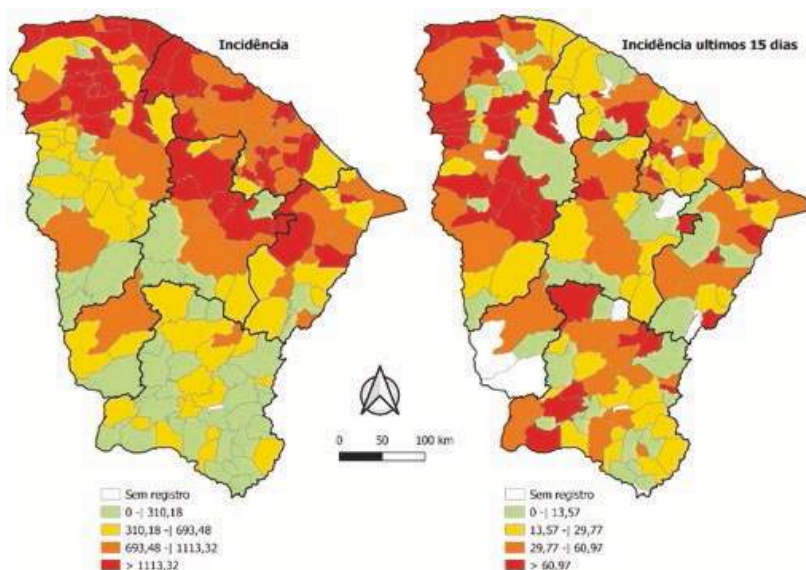 Incidência
Incidência ultimos 15 dias
0 50 100 km
Sem registro
0 -| 310,18
310,18 -| 693,48
693,48 -| 1113,32
> 1113,32
Sem registro
0 -| 13,57
13,57 -| 29,77
29,77 -| 60,97
> 60,97